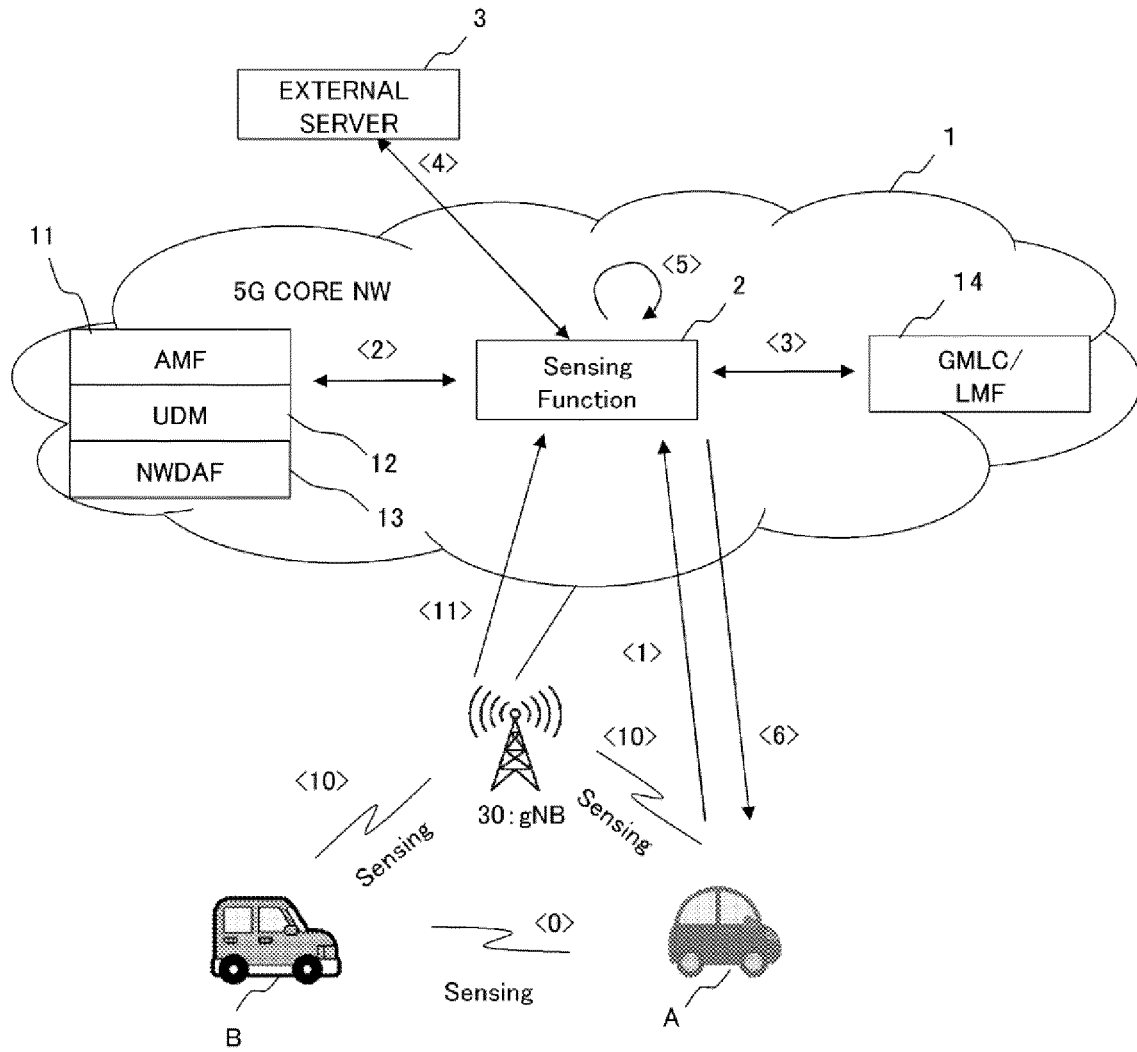 3
EXTERNAL
SERVER
<4>
1
11
<5>
2
14
5G CORE NW
AMF
<2>
Sensing
Function
<3>
GMLC/
LMF
UDM
NWDAF
12
13
<11>
<1>
<6>
<10>
<10>
30:gNB
Sensing
Sensing
<0>
Sensing
B
A